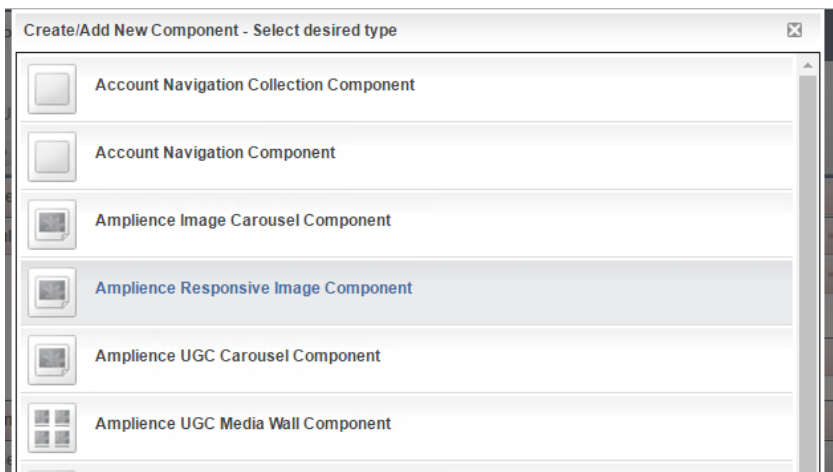 Create/Add New Component - Select desired type
Account Navigation Collection Component
Account Navigation Component
Amplience Image Carousel Component
Amplience Responsive Image Component
Amplience UGC Carousel Component
Amplience UGC Media Wall Component